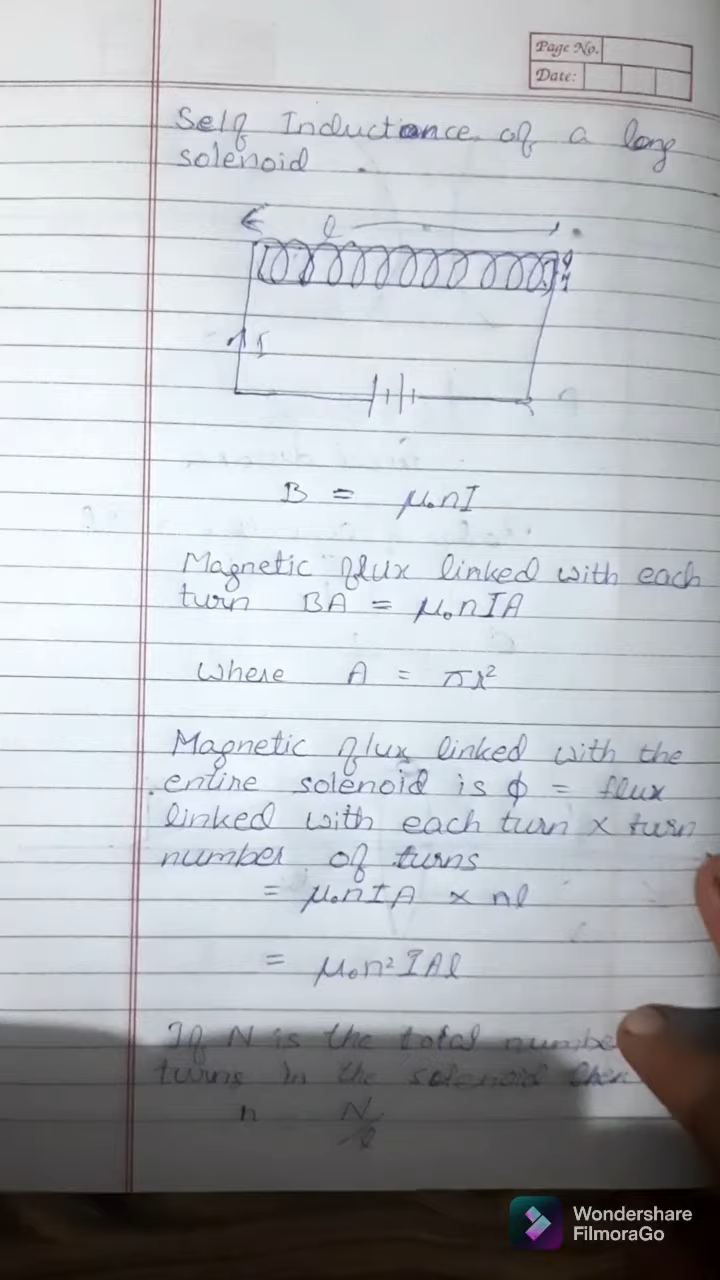 Page No.
Date:
Self Inductance of a long
solenoid
l
r
I
B = μ₀nI
Magnetic flux linked with each
turn BA = μ₀nIA
where A = πr²
Magnetic flux linked with the
entire solenoid is ϕ = flux
linked with each turn × turn
number of turns
= μ₀nIA × nl
= μ₀n²IAl
If N is the total numbe
turns in the solenoid then
n N/l
Wondershare
FilmoraGo